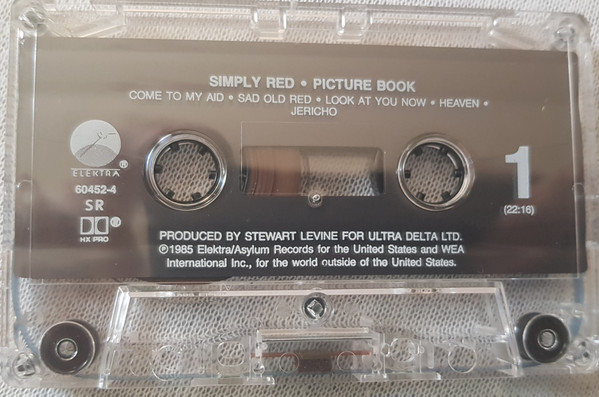 SIMPLY RED • PICTURE BOOK
COME TO MY AID • SAD OLD RED • LOOK AT YOU NOW • HEAVEN •
JERICHO
ELEKTRA®
60452-4
SR
®
HX PRO
1
(22:16)
PRODUCED BY STEWART LEVINE FOR ULTRA DELTA LTD.
℗1985 Elektra/Asylum Records for the United States and WEA
International Inc., for the world outside of the United States.